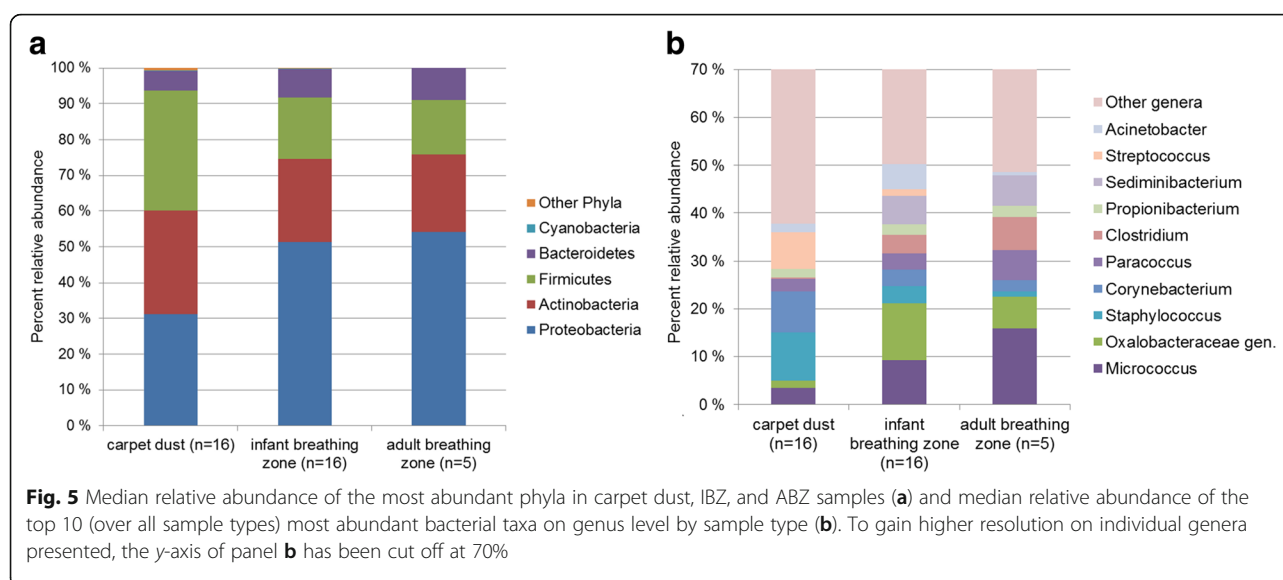 a
100 %
90 %
80 %
70 %
60 %
50 %
40 %
30 %
20 %
10 %
0 %
Percent relative abundance
carpet dust (n=16)
infant breathing
zone (n=16)
adult breathing
zone (n=5)
Other Phyla
Cyanobacteria
Bacteroidetes
Firmicutes
Actinobacteria
Proteobacteria
b
70 %
60 %
50 %
40 %
30 %
20 %
10 %
0 %
Percent relative abundance
carpet dust
(n=16)
infant
breathing zone
(n=16)
adult breathing
zone (n=5)
Other genera
Acinetobacter
Streptococcus
Sediminibacterium
Propionibacterium
Clostridium
Paracoccus
Corynebacterium
Staphylococcus
Oxalobacteraceae gen.
Micrococcus
Fig. 5 Median relative abundance of the most abundant phyla in carpet dust, IBZ, and ABZ samples (a) and median relative abundance of the
top 10 (over all sample types) most abundant bacterial taxa on genus level by sample type (b). To gain higher resolution on individual genera
presented, the y-axis of panel b has been cut off at 70%